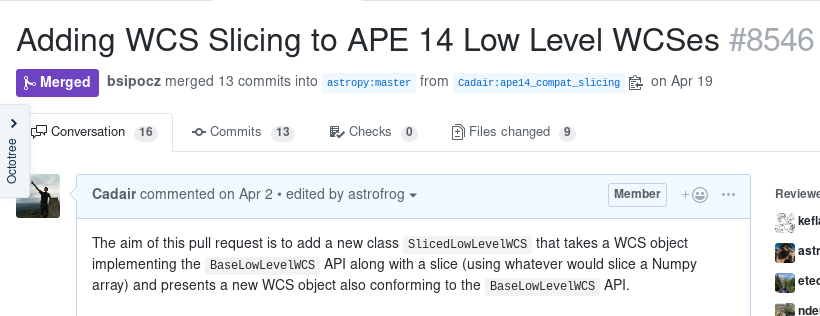 Adding WCS Slicing to APE 14 Low Level WCSes #8546
Merged bsipocz merged 13 commits into astropy:master from Cadair:ape14_compat_slicing on Apr 19
Octotree
Conversation 16 Commits 13 Checks 0 Files changed 9
Cadair commented on Apr 2 • edited by astrofrog Member
Reviewe
The aim of this pull request is to add a new class SlicedLowLevelWCS that takes a WCS object
implementing the BaseLowLevelWCS API along with a slice (using whatever would slice a Numpy
array) and presents a new WCS object also conforming to the BaseLowLevelWCS API.
kefla
astr
eteq
nde